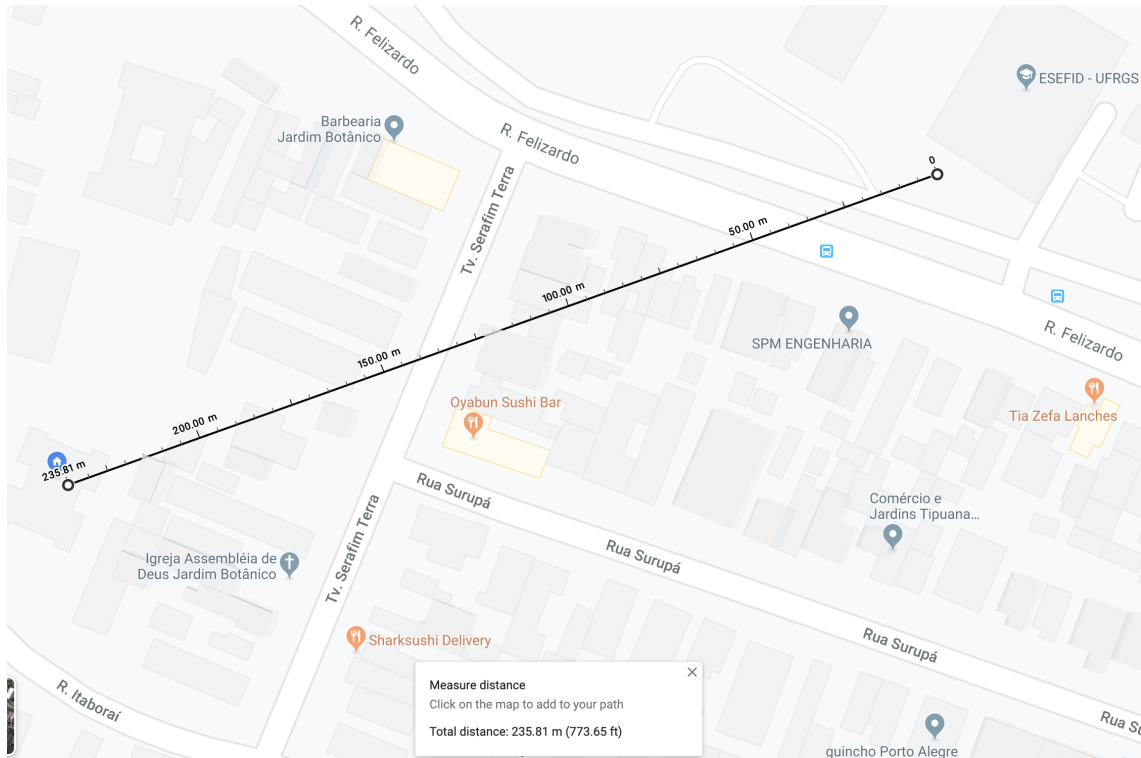 R. Felizardo
ESEFID - UFRGS
Barbearia
Jardim Botânico
R. Felizardo
0
Tv. Serafim Terra
50.00 m
100.00 m
SPM ENGENHARIA
R. Felizardo
150.00 m
Oyabun Sushi Bar
Tia Zefa Lanches
200.00 m
235.81 m
Rua Surupá
Comércio e
Jardins Tipuana...
Tv. Serafim Terra
Rua Surupá
Igreja Assembléia de
Deus Jardim Botânico
Sharksushi Delivery
Rua Surupá
R. Itaboraí
Measure distance
Click on the map to add to your path
Total distance: 235.81 m (773.65 ft)
Rua Su
guincho Porto Alegre